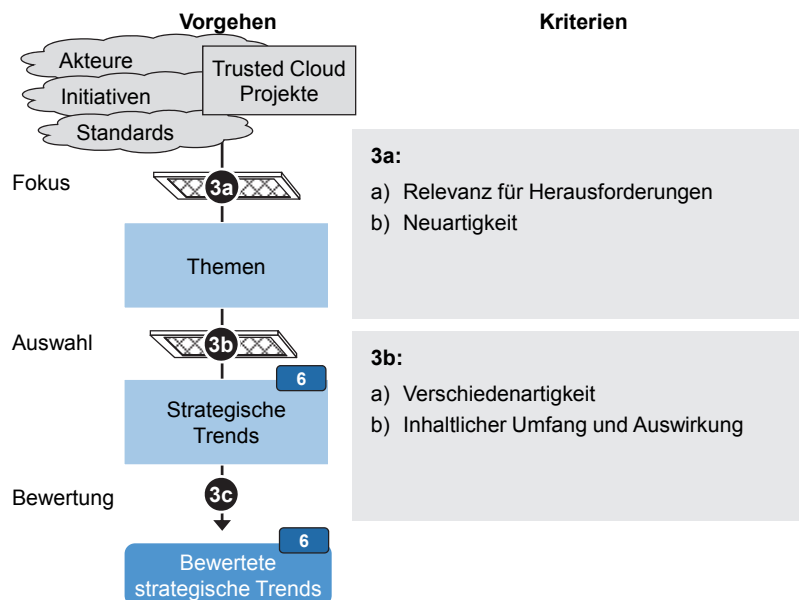 Vorgehen
Kriterien
Akteure
Initiativen
Standards
Trusted Cloud
Projekte
Fokus
3a
3a:
a) Relevanz für Herausforderungen
b) Neuartigkeit
Themen
Auswahl
3b
3b:
a) Verschiedenartigkeit
b) Inhaltlicher Umfang und Auswirkung
6
Strategische
Trends
Bewertung
3c
6
Bewertete
strategische Trends